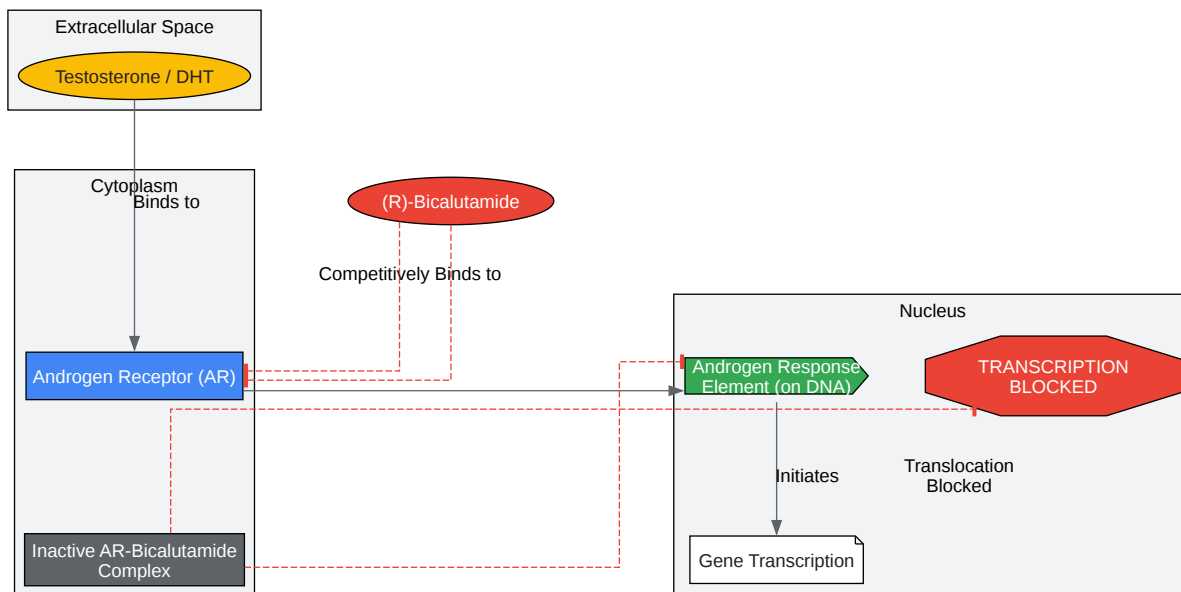 Extracellular Space
Testosterone / DHT
Cytoplasm
Binds to
(R)-Bicalutamide
Competitively Binds to
Nucleus
Androgen Receptor (AR)
Androgen Response
Element (on DNA)
TRANSCRIPTION
BLOCKED
Translocation
Blocked
Initiates
Inactive AR-Bicalutamide
Complex
Gene Transcription